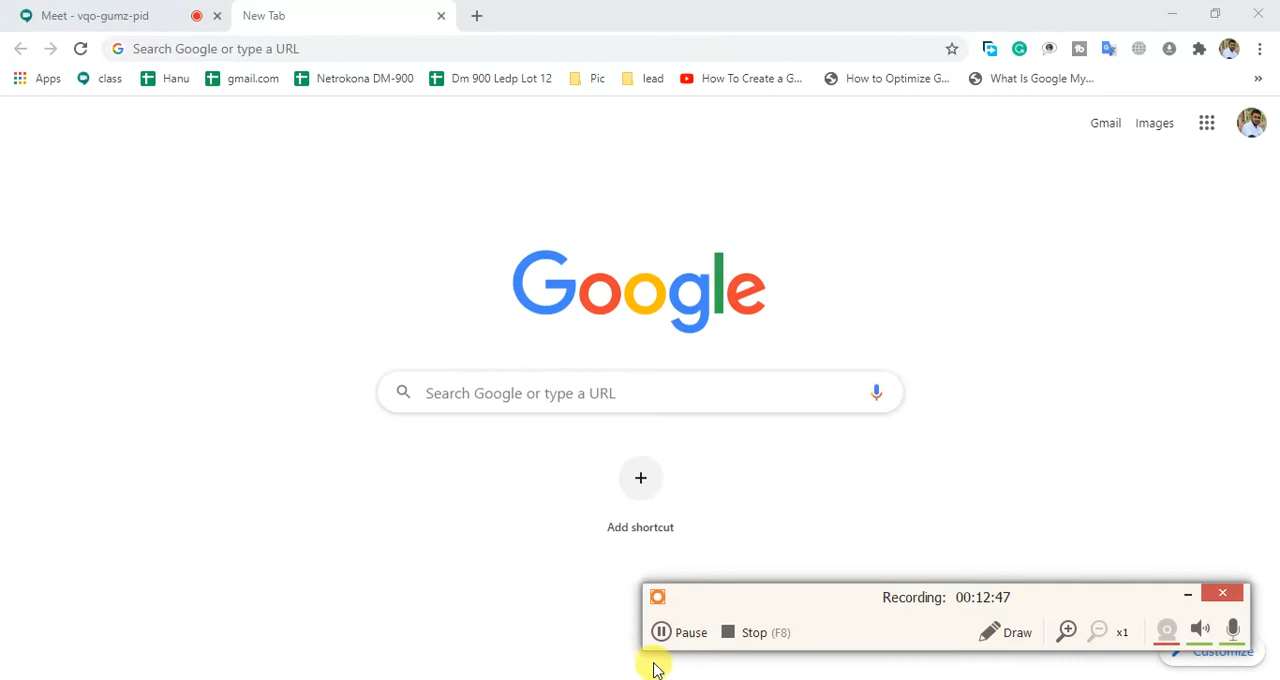 Meet - vqo-gumz-pid New Tab
Search Google or type a URL
Apps class Hanu gmail.com Netrokona DM-900 Dm 900 Ledp Lot 12 Pic lead How To Create a G... How to Optimize G... What Is Google My... »
Gmail Images
Google
Search Google or type a URL
Add shortcut
Recording: 00:12:47
Pause Stop (F8) Draw x1
Customize